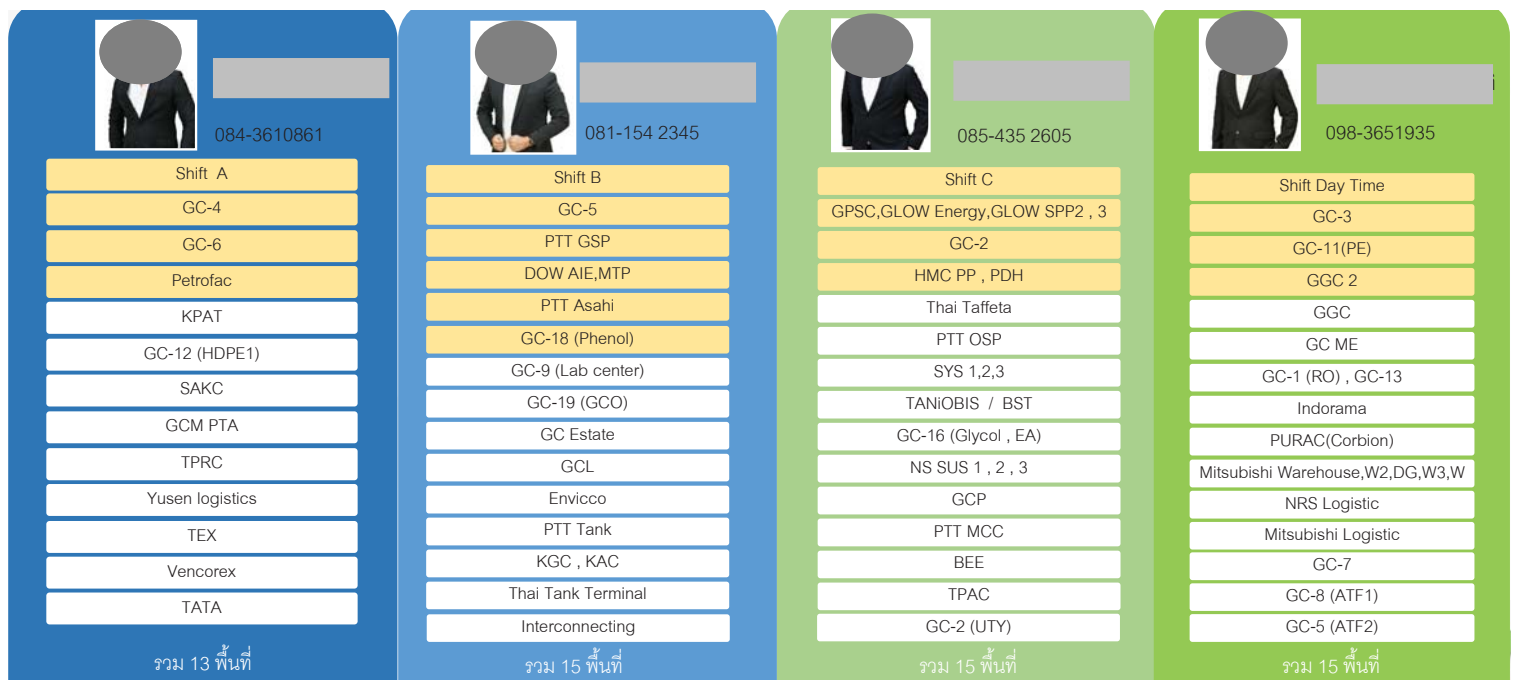 084-3610861
Shift A
GC-4
GC-6
Petrofac
KPAT
GC-12 (HDPE1)
SAKC
GCM PTA
TPRC
Yusen logistics
TEX
Vencorex
TATA
รวม 13 พื้นที่
081-154 2345
Shift B
GC-5
PTT GSP
DOW AIE,MTP
PTT Asahi
GC-18 (Phenol)
GC-9 (Lab center)
GC-19 (GCO)
GC Estate
GCL
Envicco
PTT Tank
KGC , KAC
Thai Tank Terminal
Interconnecting
รวม 15 พื้นที่
085-435 2605
Shift C
GPSC,GLOW Energy,GLOW SPP2 , 3
GC-2
HMC PP , PDH
Thai Taffeta
PTT OSP
SYS 1,2,3
TANiOBIS / BST
GC-16 (Glycol , EA)
NS SUS 1 , 2 , 3
GCP
PTT MCC
BEE
TPAC
GC-2 (UTY)
รวม 15 พื้นที่
098-3651935
Shift Day Time
GC-3
GC-11(PE)
GGC 2
GGC
GC ME
GC-1 (RO) , GC-13
Indorama
PURAC(Corbion)
Mitsubishi Warehouse,W2,DG,W3,W
NRS Logistic
Mitsubishi Logistic
GC-7
GC-8 (ATF1)
GC-5 (ATF2)
รวม 15 พื้นที่